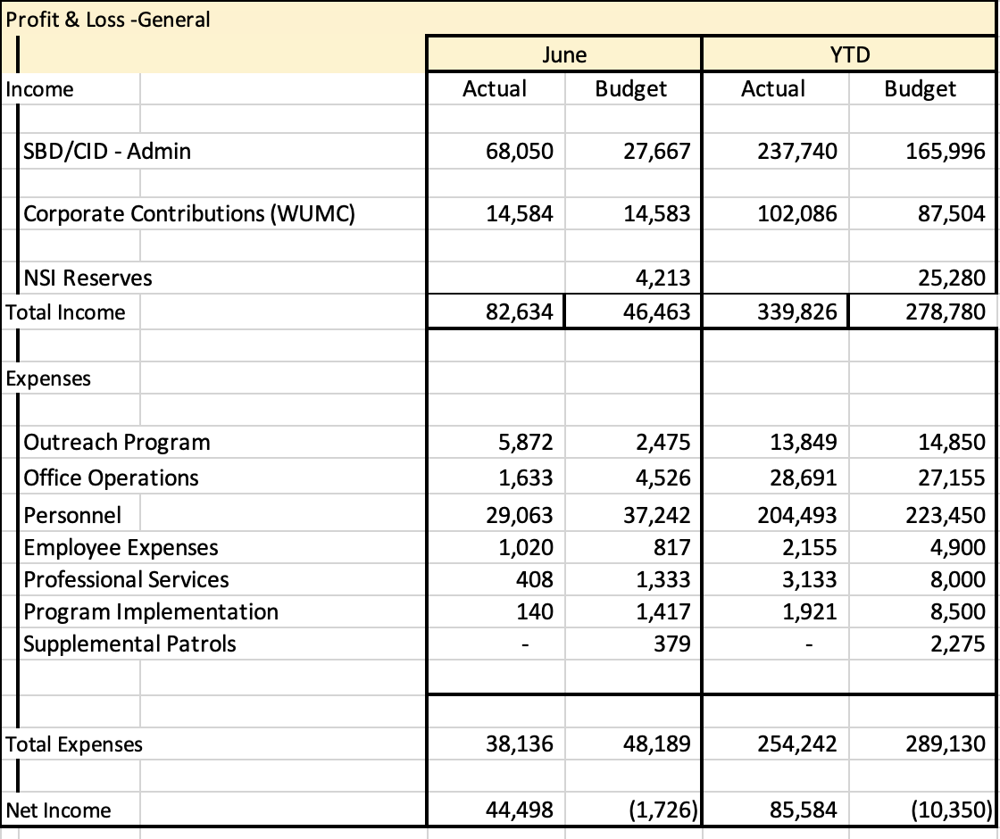 Profit & Loss -General
June YTD
Income Actual Budget Actual Budget
SBD/CID - Admin 68,050 27,667 237,740 165,996
Corporate Contributions (WUMC) 14,584 14,583 102,086 87,504
NSI Reserves 4,213 25,280
Total Income 82,634 46,463 339,826 278,780
Expenses
Outreach Program 5,872 2,475 13,849 14,850
Office Operations 1,633 4,526 28,691 27,155
Personnel 29,063 37,242 204,493 223,450
Employee Expenses 1,020 817 2,155 4,900
Professional Services 408 1,333 3,133 8,000
Program Implementation 140 1,417 1,921 8,500
Supplemental Patrols - 379 - 2,275
Total Expenses 38,136 48,189 254,242 289,130
Net Income 44,498 (1,726) 85,584 (10,350)